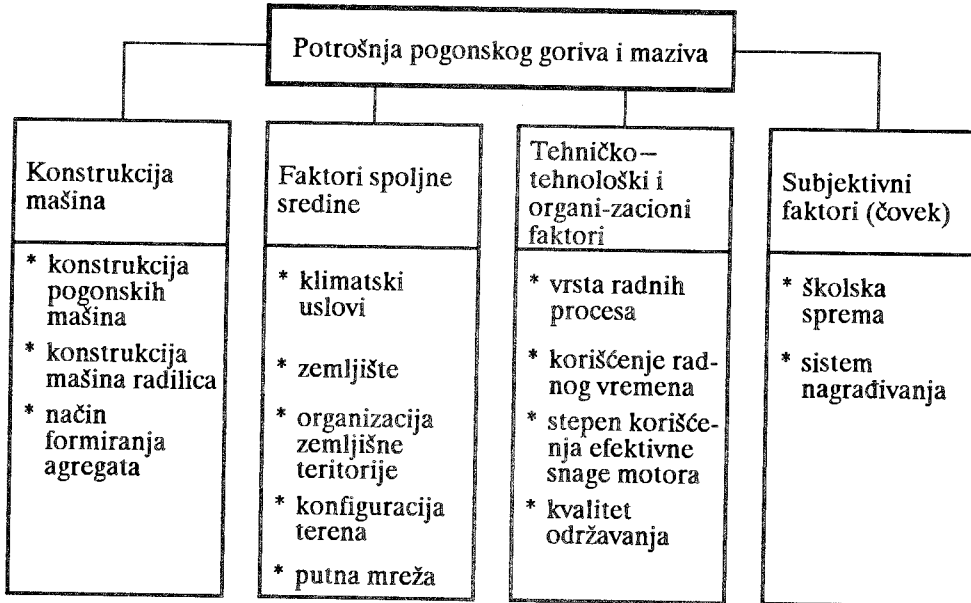 Potrošnja pogonskog goriva i maziva
Konstrukcija
mašina
* konstrukcija
pogonskih
mašina
* konstrukcija
mašina radilica
* način
formiranja
agregata
Faktori spoljne
sredine
* klimatski
uslovi
* zemljište
* organizacija
zemljišne
teritorije
* konfiguracija
terena
* putna mreža
Tehničko—
tehnološki i
organi-zacioni
faktori
* vrsta radnih
procesa
* korišćenje rad-
nog vremena
* stepen korišće-
nja efektivne
snage motora
* kvalitet
održavanja
Subjektivni
faktori (čovek)
* školska
sprema
* sistem
nagrađivanja